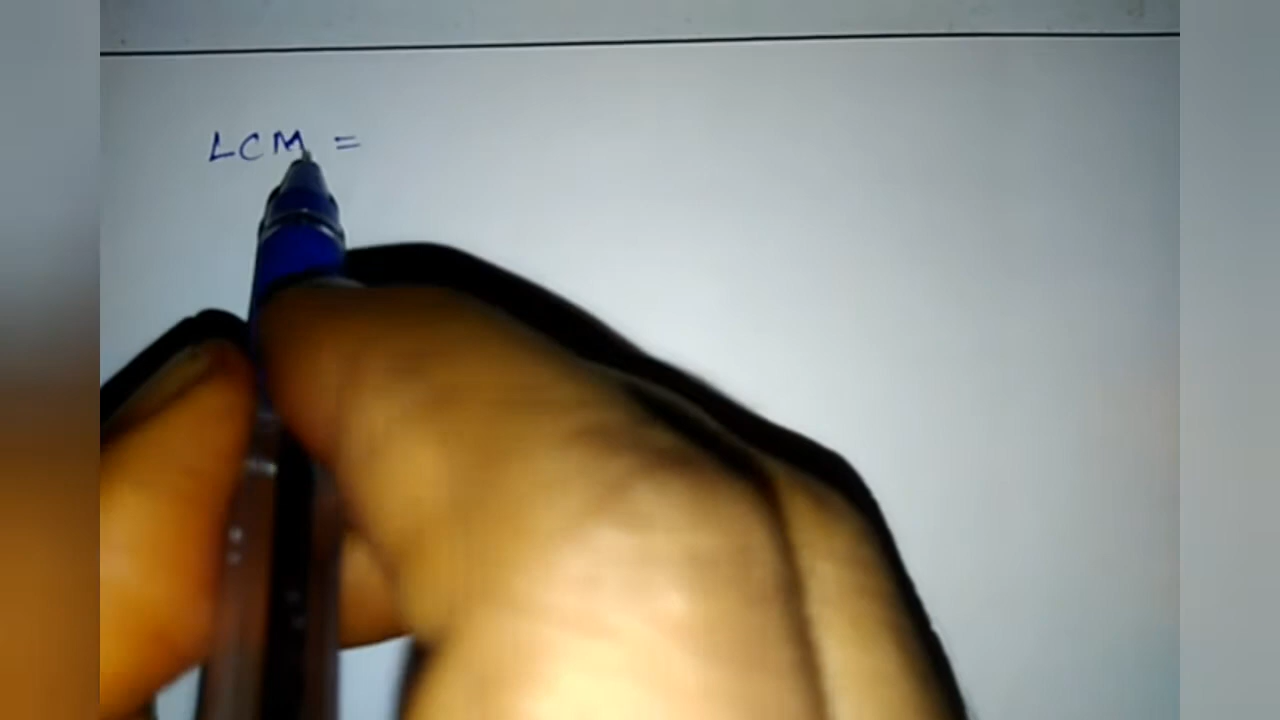 LCM =